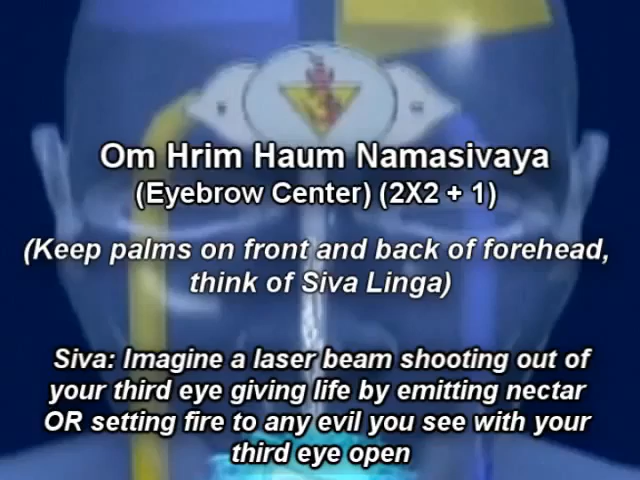 Om Hrim Haum Namasivaya
(Eyebrow Center) (2X2 + 1)
(Keep palms on front and back of forehead,
think of Siva Linga)
Siva: Imagine a laser beam shooting out of
your third eye giving life by emitting nectar
OR setting fire to any evil you see with your
third eye open